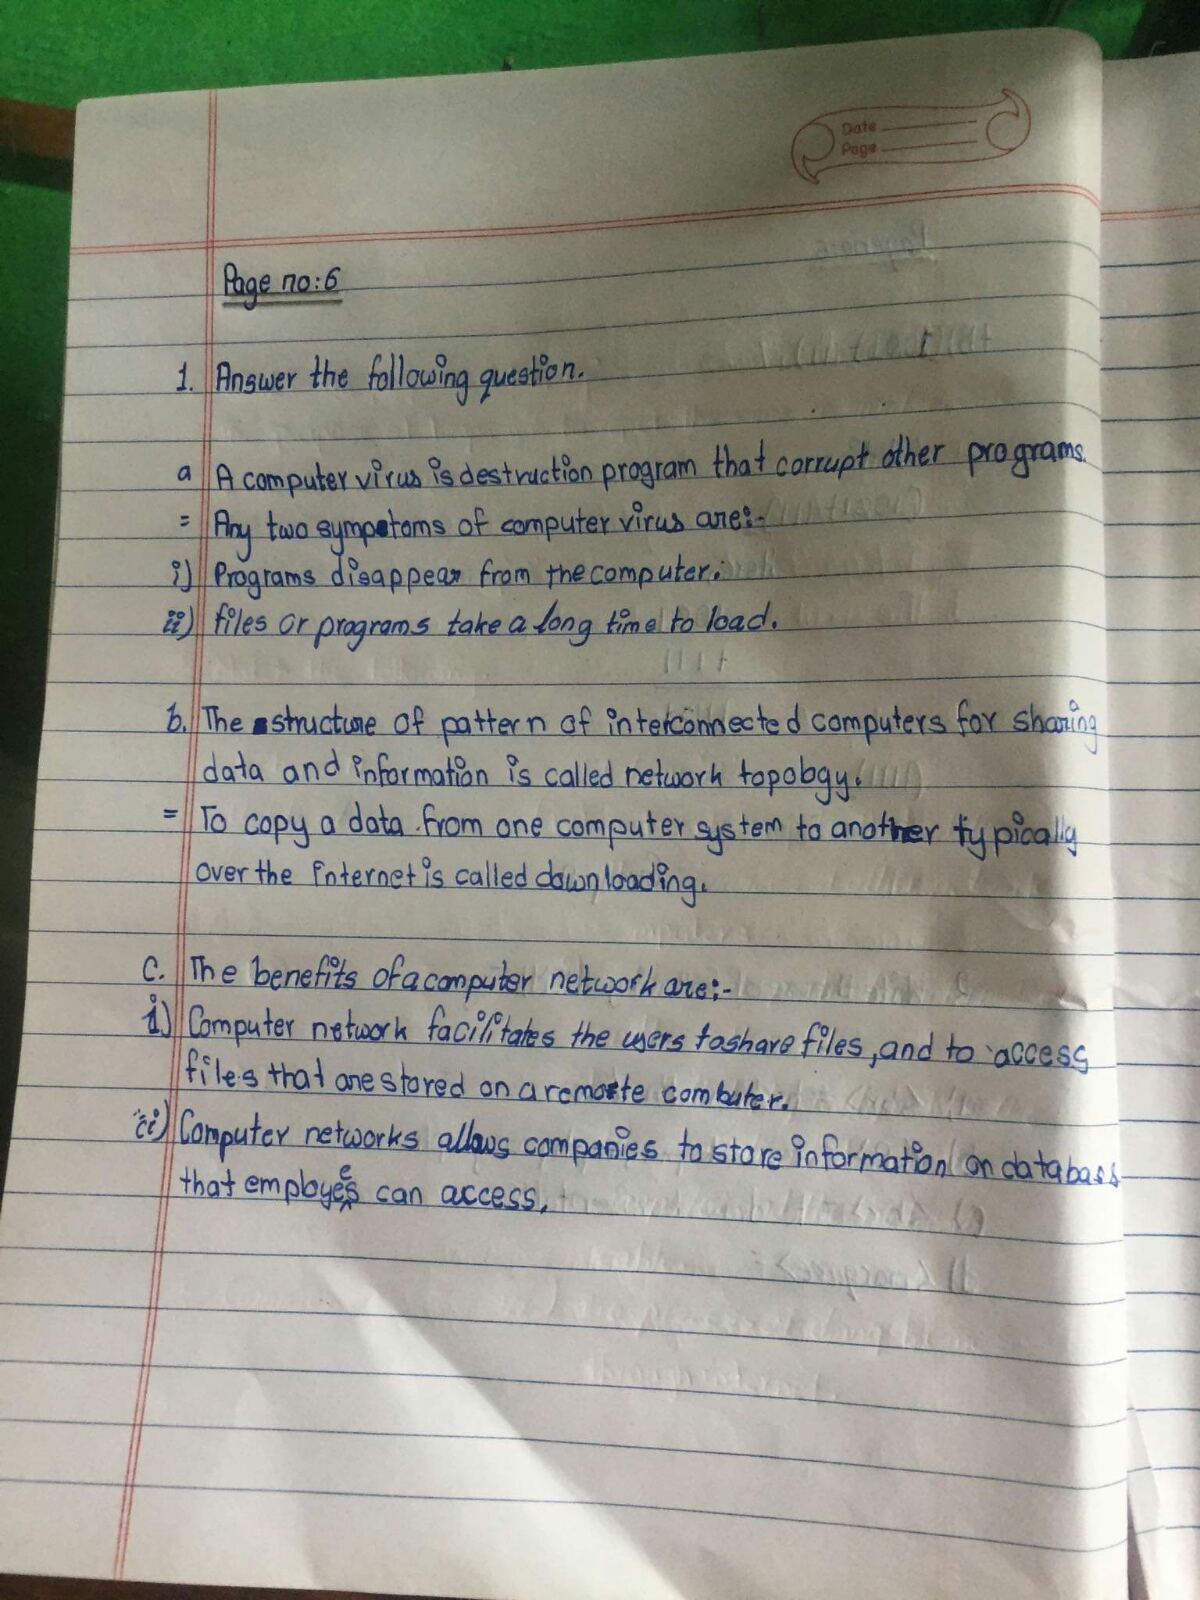 Date
Page
Page no:6
1. Answer the following question.
a A computer virus is destruction program that corrupt other programs.
= Any two sympotoms of computer virus are:-
i) Programs disappear from the computer.
ii) files or programs take a long time to load.
b. The structure of pattern of interconnected computers for sharing
data and information is called network topology.
= To copy a data from one computer system to another typically
over the internet is called downloading.
C. The benefits of a computer network are:-
i) Computer network facilitates the users to share files, and to access
files that are stored on a remote computer.
ii) Computer networks allows companies to store information on databass
that employees can access.